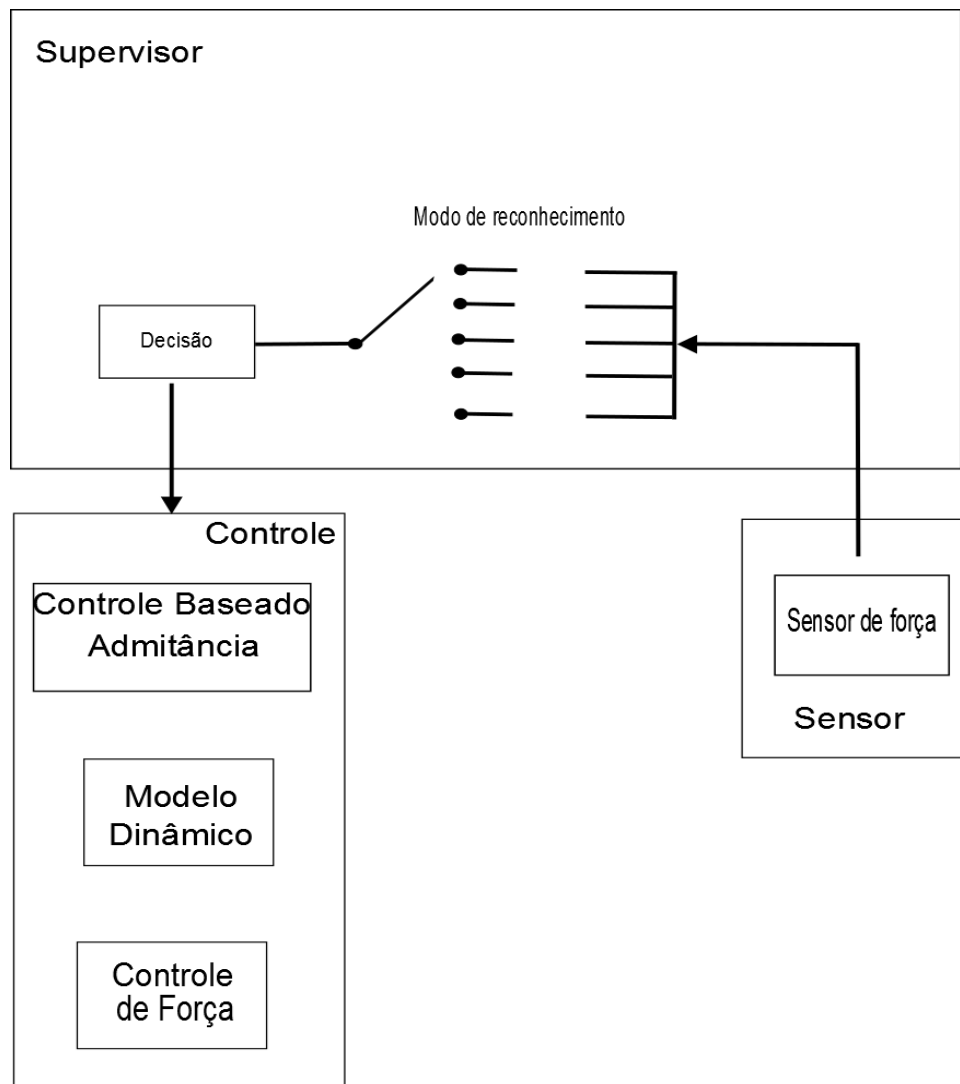 Supervisor
Modo de reconhecimento
Decisão
Controle
Controle Baseado
Admitância
Sensor de força
Sensor
Modelo
Dinâmico
Controle
de Força